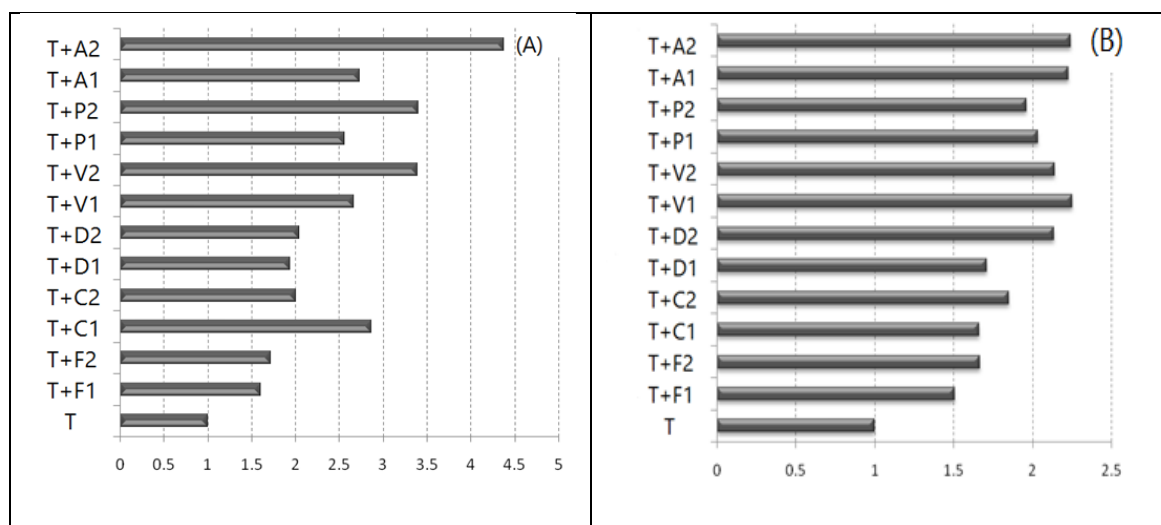 (A)
T+A2
T+A1
T+P2
T+P1
T+V2
T+V1
T+D2
T+D1
T+C2
T+C1
T+F2
T+F1
T
0 0.5 1 1.5 2 2.5 3 3.5 4 4.5 5
(B)
T+A2
T+A1
T+P2
T+P1
T+V2
T+V1
T+D2
T+D1
T+C2
T+C1
T+F2
T+F1
T
0 0.5 1 1.5 2 2.5